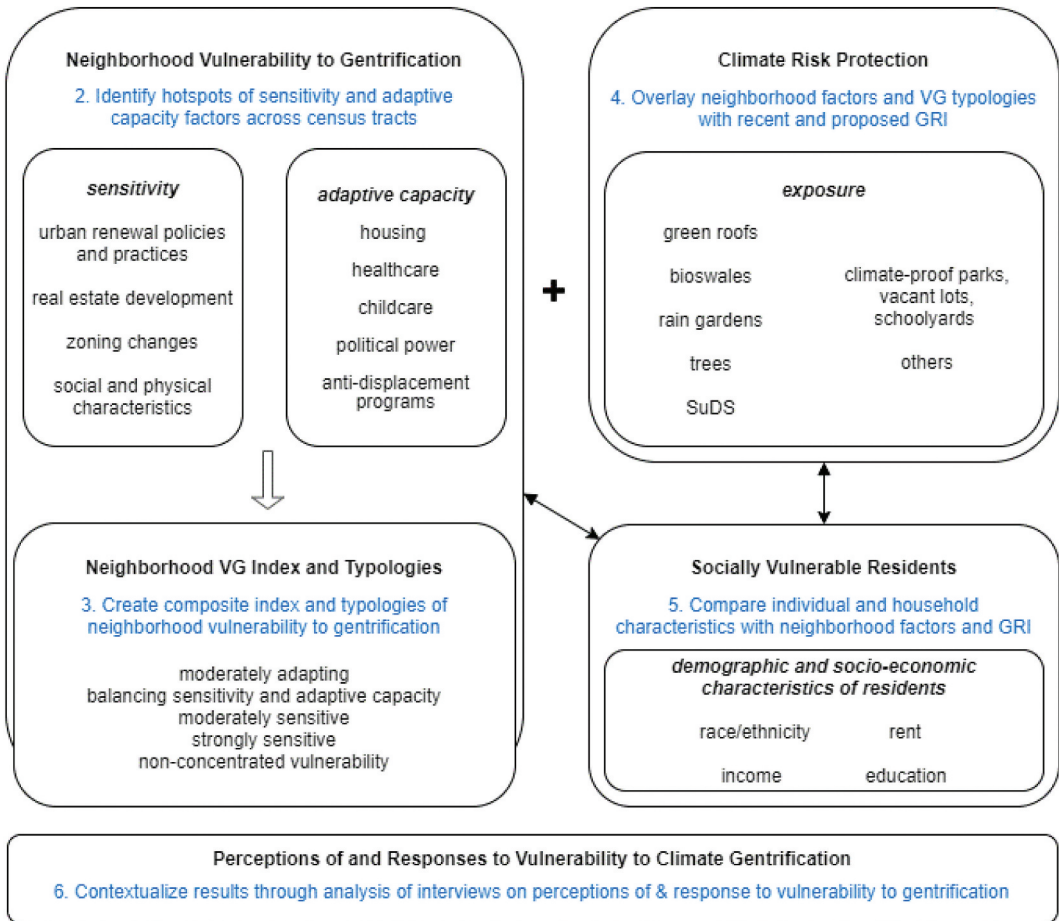 Neighborhood Vulnerability to Gentrification
2. Identify hotspots of sensitivity and adaptive
capacity factors across census tracts
sensitivity
urban renewal policies
and practices
real estate development
zoning changes
social and physical
characteristics
adaptive capacity
housing
healthcare
childcare
political power
anti-displacement
programs
+
Climate Risk Protection
4. Overlay neighborhood factors and VG typologies
with recent and proposed GRI
exposure
green roofs
bioswales
rain gardens
trees
SuDS
climate-proof parks,
vacant lots,
schoolyards
others
Neighborhood VG Index and Typologies
3. Create composite index and typologies of
neighborhood vulnerability to gentrification
moderately adapting
balancing sensitivity and adaptive capacity
moderately sensitive
strongly sensitive
non-concentrated vulnerability
Socially Vulnerable Residents
5. Compare individual and household
characteristics with neighborhood factors and GRI
demographic and socio-economic
characteristics of residents
race/ethnicity
rent
income
education
Perceptions of and Responses to Vulnerability to Climate Gentrification
6. Contextualize results through analysis of interviews on perceptions of & response to vulnerability to gentrification